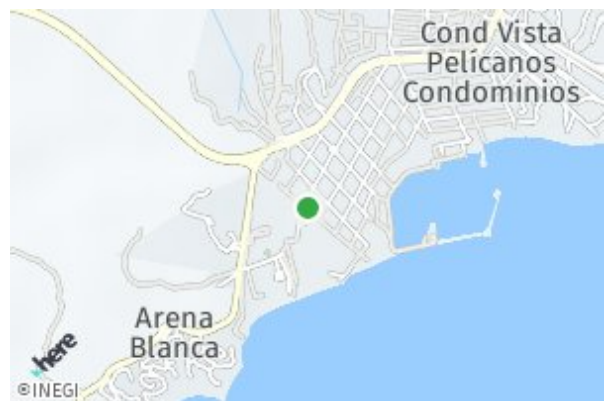 Cond Vista
Pelícanos
Condominios
Arena
Blanca
here
©INEGI